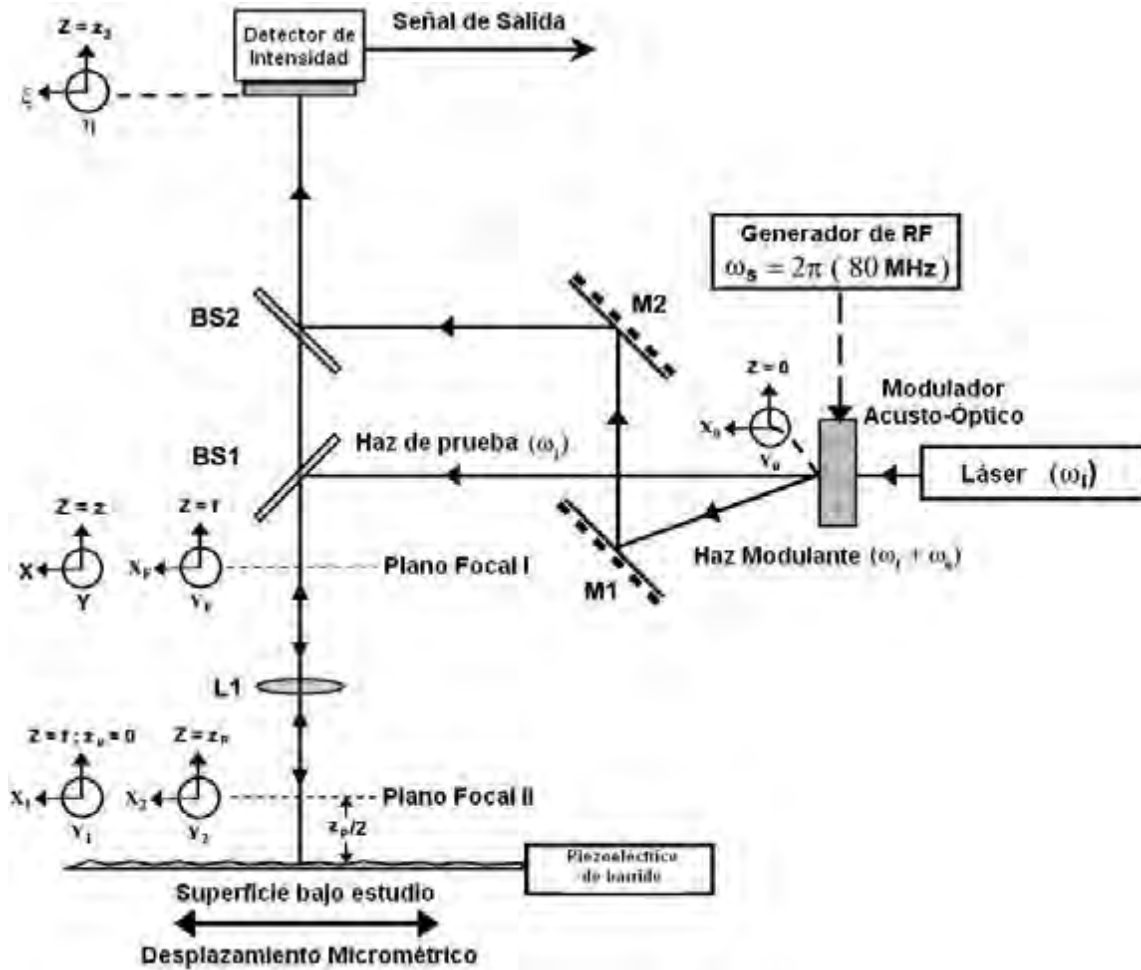 Z = z₃
Detector de
Intensidad
Señal de Salida
ξ
η
Generador de RF
ωs = 2π ( 80 MHz )
BS2
M2
Z = 0
X₀
Y₀
Modulador
Acusto-Óptico
BS1
Haz de prueba (ωl)
Láser (ωl)
Z = z
X
Y
Z = f
XF
YF
Plano Focal I
M1
Haz Modulante (ωl + ωs)
L1
Z = f ; zp = 0
X₁
Y₁
Z = zp
X₂
Y₂
Plano Focal II
zp/2
Piezoeléctrico
de barrido
Superficie bajo estudio
Desplazamiento Micrométrico